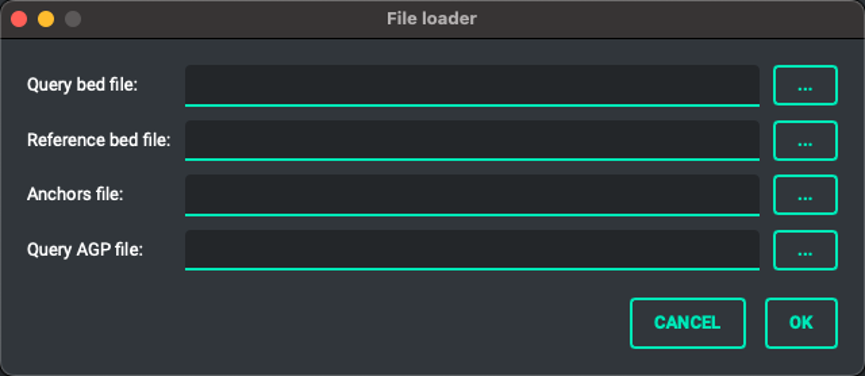 File loader
Query bed file:
...
Reference bed file:
...
Anchors file:
...
Query AGP file:
...
CANCEL OK